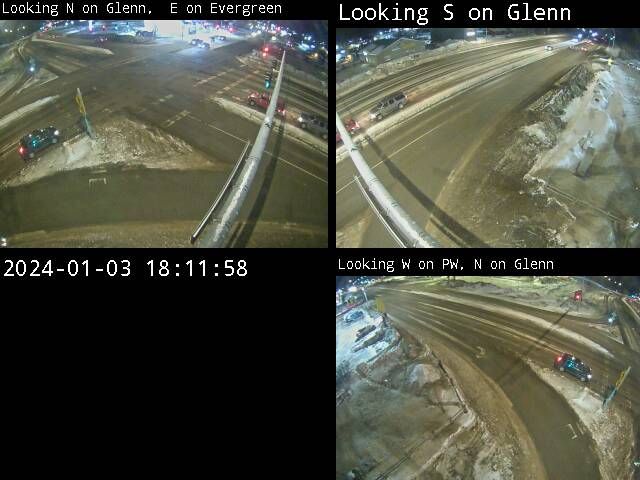 Looking N on Glenn,  E on Evergreen
Looking S on Glenn
2024-01-03 18:11:58
Looking W on PW, N on Glenn